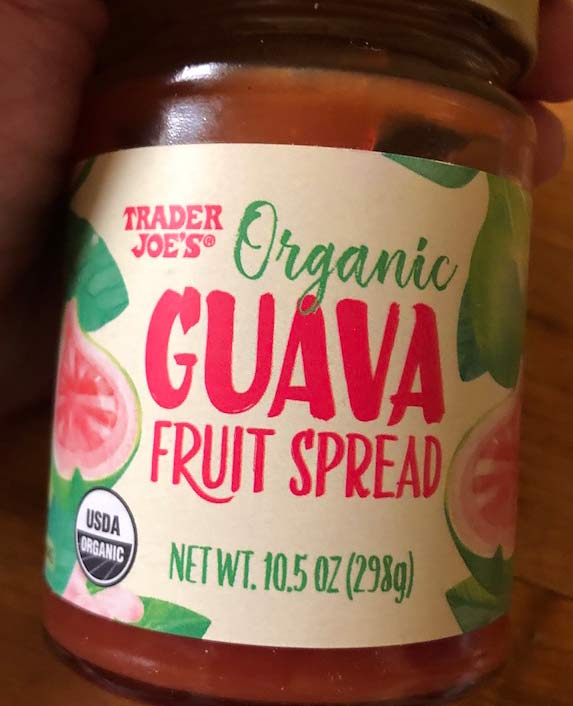 TRADER
JOE'S®
Organic
GUAVA
FRUIT SPREAD
USDA
ORGANIC
NET WT. 10.5 OZ (298g)